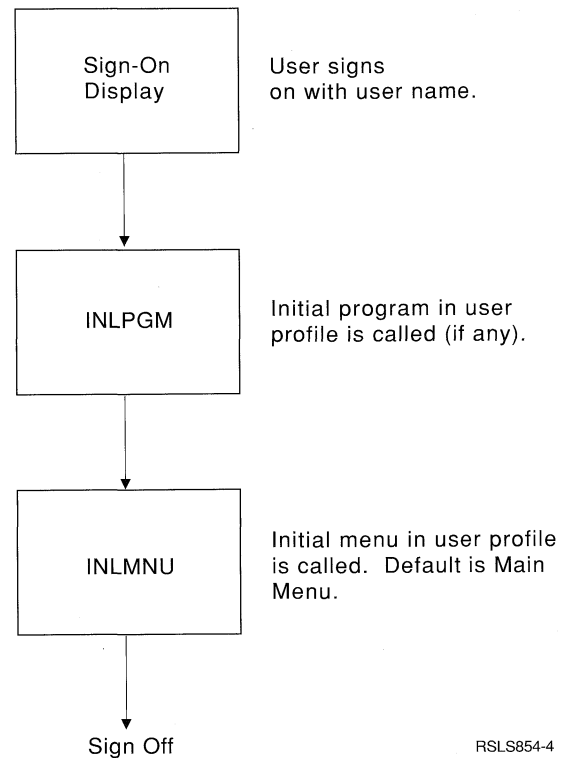 Sign-On
Display
User signs
on with user name.
INLPGM
Initial program in user
profile is called (if any).
INLMNU
Initial menu in user profile
is called. Default is Main
Menu.
Sign Off
RSLS854-4